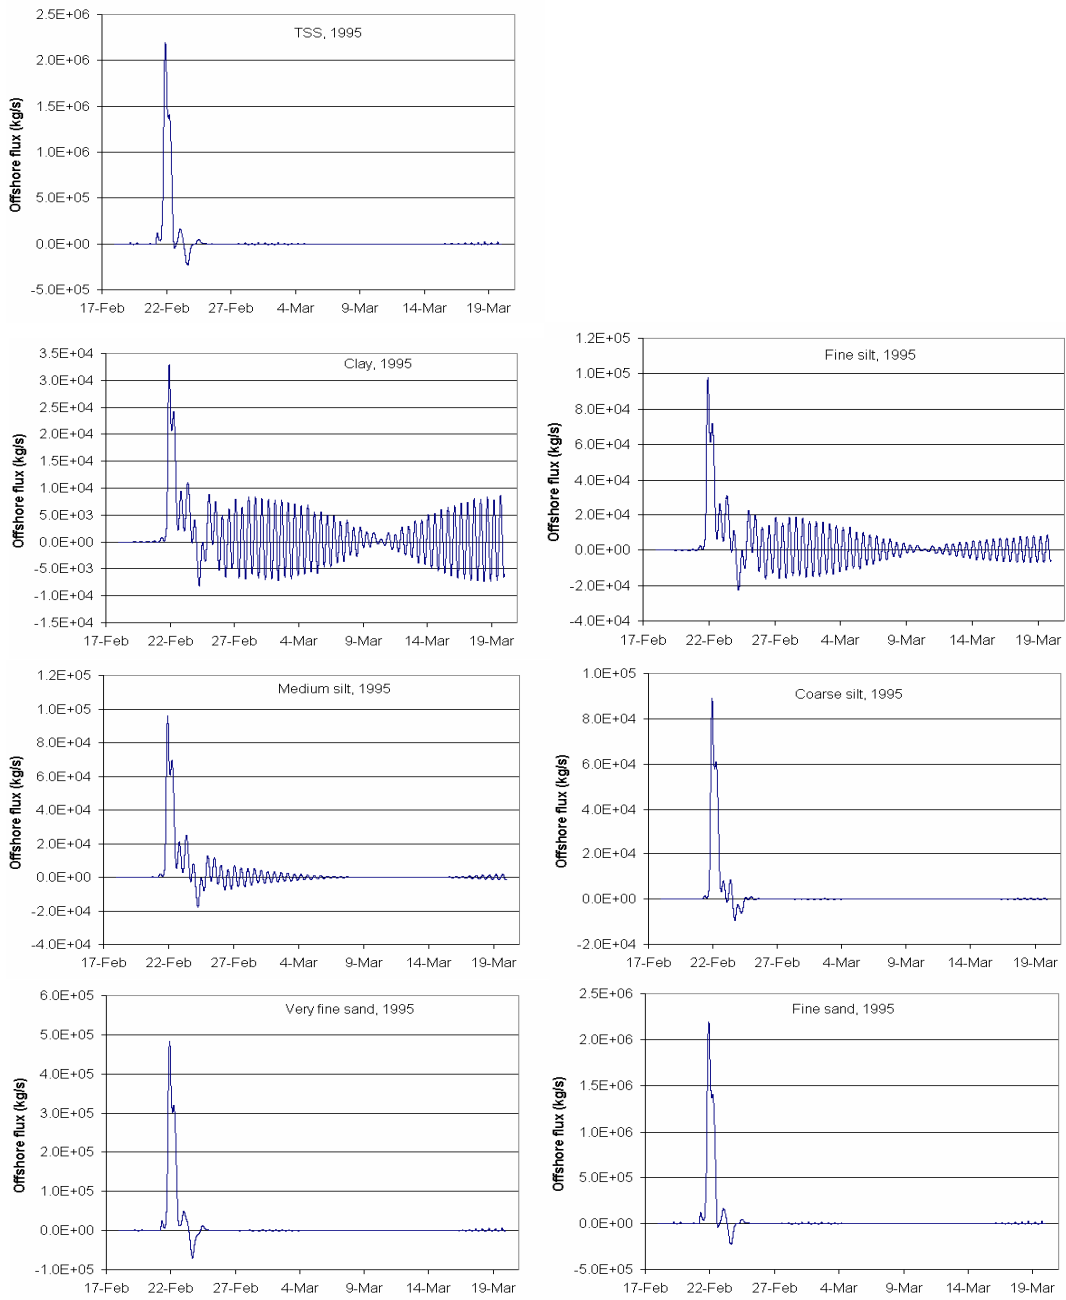 TSS, 1995
Offshore flux (kg/s)
2.5E+06
2.0E+06
1.5E+06
1.0E+06
5.0E+05
0.0E+00
-5.0E+05
17-Feb 22-Feb 27-Feb 4-Mar 9-Mar 14-Mar 19-Mar
Clay, 1995
Offshore flux (kg/s)
3.5E+04
3.0E+04
2.5E+04
2.0E+04
1.5E+04
1.0E+04
5.0E+03
0.0E+00
-5.0E+03
-1.0E+04
-1.5E+04
17-Feb 22-Feb 27-Feb 4-Mar 9-Mar 14-Mar 19-Mar
Fine silt, 1995
Offshore flux (kg/s)
1.2E+05
1.0E+05
8.0E+04
6.0E+04
4.0E+04
2.0E+04
0.0E+00
-2.0E+04
-4.0E+04
17-Feb 22-Feb 27-Feb 4-Mar 9-Mar 14-Mar 19-Mar
Medium silt, 1995
Offshore flux (kg/s)
1.2E+05
1.0E+05
8.0E+04
6.0E+04
4.0E+04
2.0E+04
0.0E+00
-2.0E+04
-4.0E+04
17-Feb 22-Feb 27-Feb 4-Mar 9-Mar 14-Mar 19-Mar
Coarse silt, 1995
Offshore flux (kg/s)
1.0E+05
8.0E+04
6.0E+04
4.0E+04
2.0E+04
0.0E+00
-2.0E+04
17-Feb 22-Feb 27-Feb 4-Mar 9-Mar 14-Mar 19-Mar
Very fine sand, 1995
Offshore flux (kg/s)
6.0E+05
5.0E+05
4.0E+05
3.0E+05
2.0E+05
1.0E+05
0.0E+00
-1.0E+05
17-Feb 22-Feb 27-Feb 4-Mar 9-Mar 14-Mar 19-Mar
Fine sand, 1995
Offshore flux (kg/s)
2.5E+06
2.0E+06
1.5E+06
1.0E+06
5.0E+05
0.0E+00
-5.0E+05
17-Feb 22-Feb 27-Feb 4-Mar 9-Mar 14-Mar 19-Mar